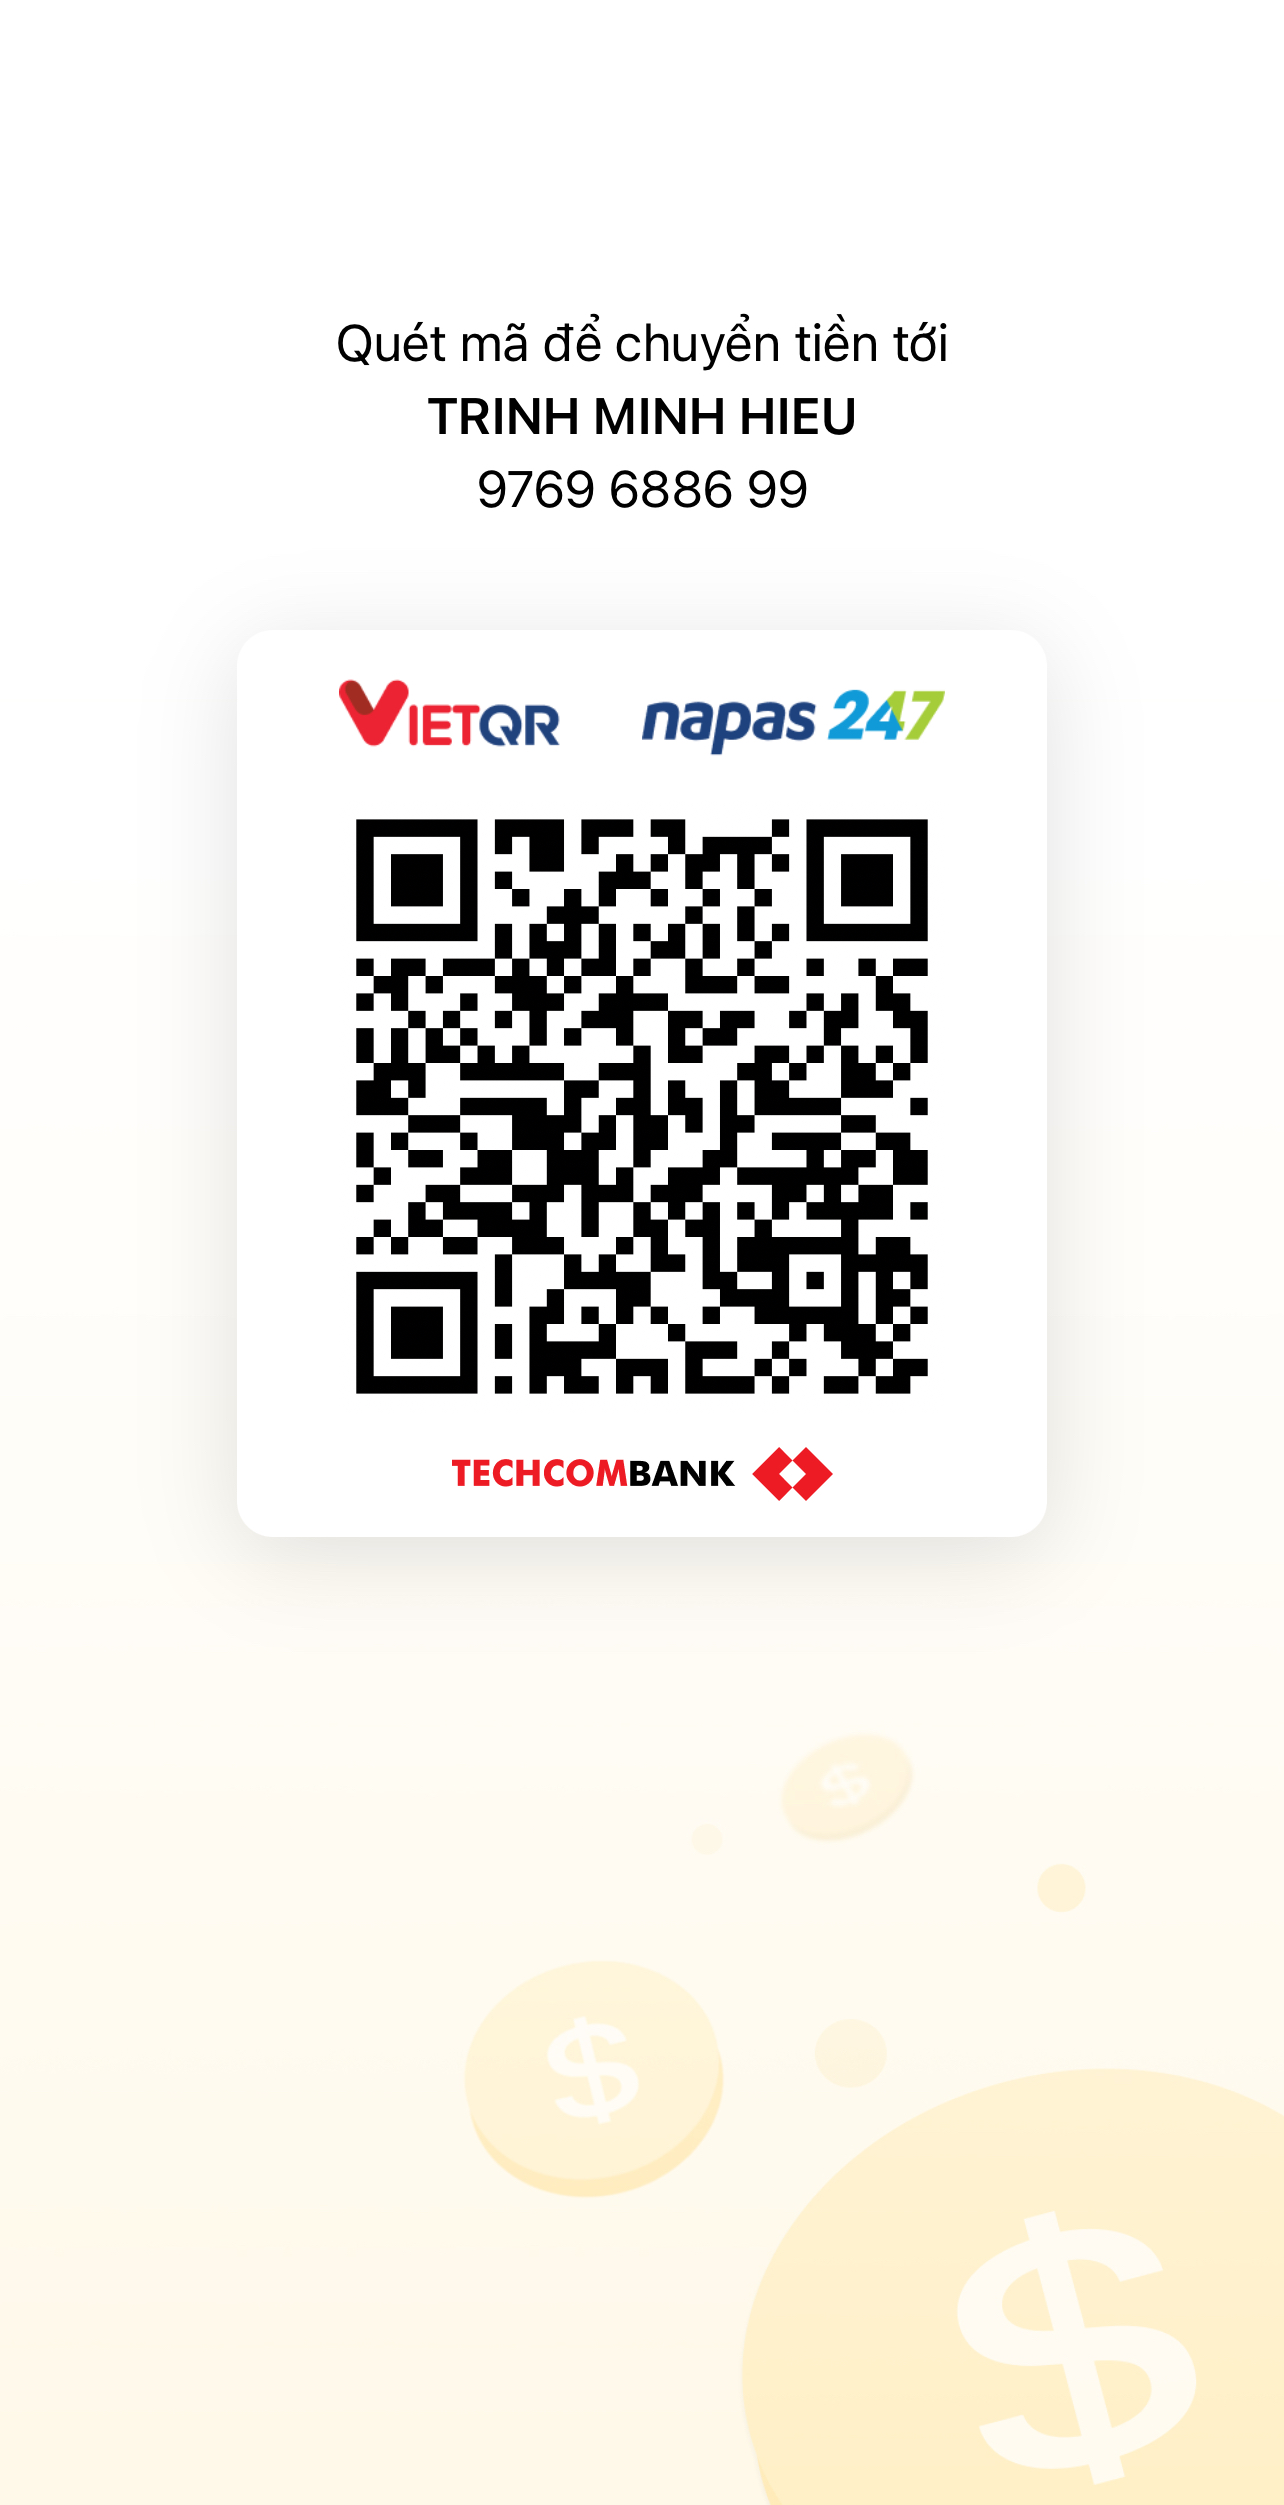 Quét mã để chuyển tiền tới
TRINH MINH HIEU
9769 6886 99
VIETQR napas 247
TECHCOMBANK
$
$
$